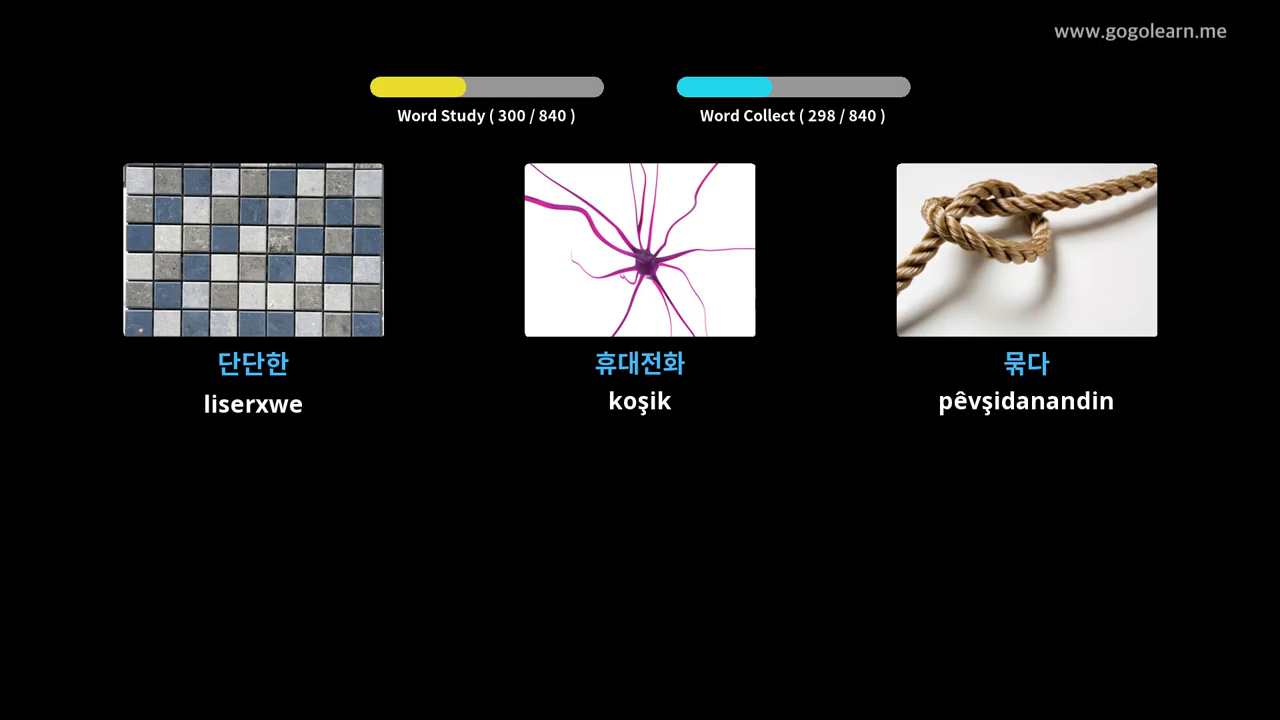 www.gogolearn.me
Word Study ( 300 / 840 )
Word Collect ( 298 / 840 )
단단한
휴대전화
묶다
liserxwe
koşik
pêvşidanandin